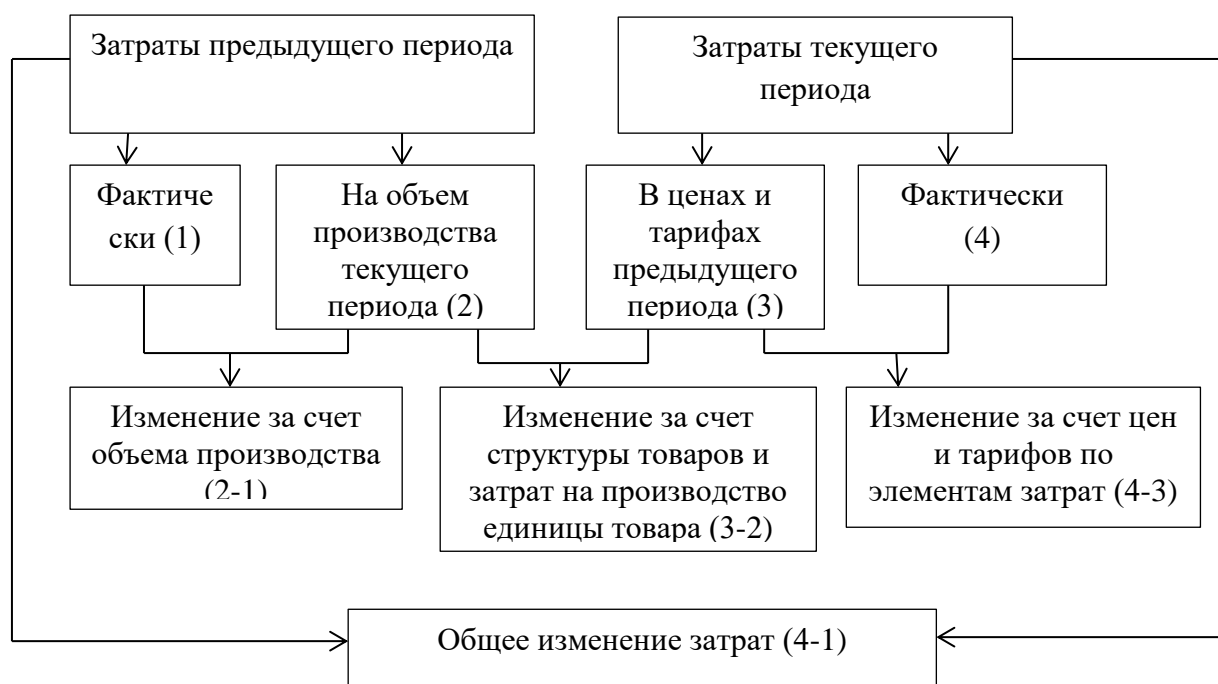 Затраты предыдущего периода
Затраты текущего
периода
Фактиче
ски (1)
На объем
производства
текущего
периода (2)
В ценах и
тарифах
предыдущего
периода (3)
Фактически
(4)
Изменение за счет
объема производства
(2-1)
Изменение за счет
структуры товаров и
затрат на производство
единицы товара (3-2)
Изменение за счет цен
и тарифов по
элементам затрат (4-3)
Общее изменение затрат (4-1)